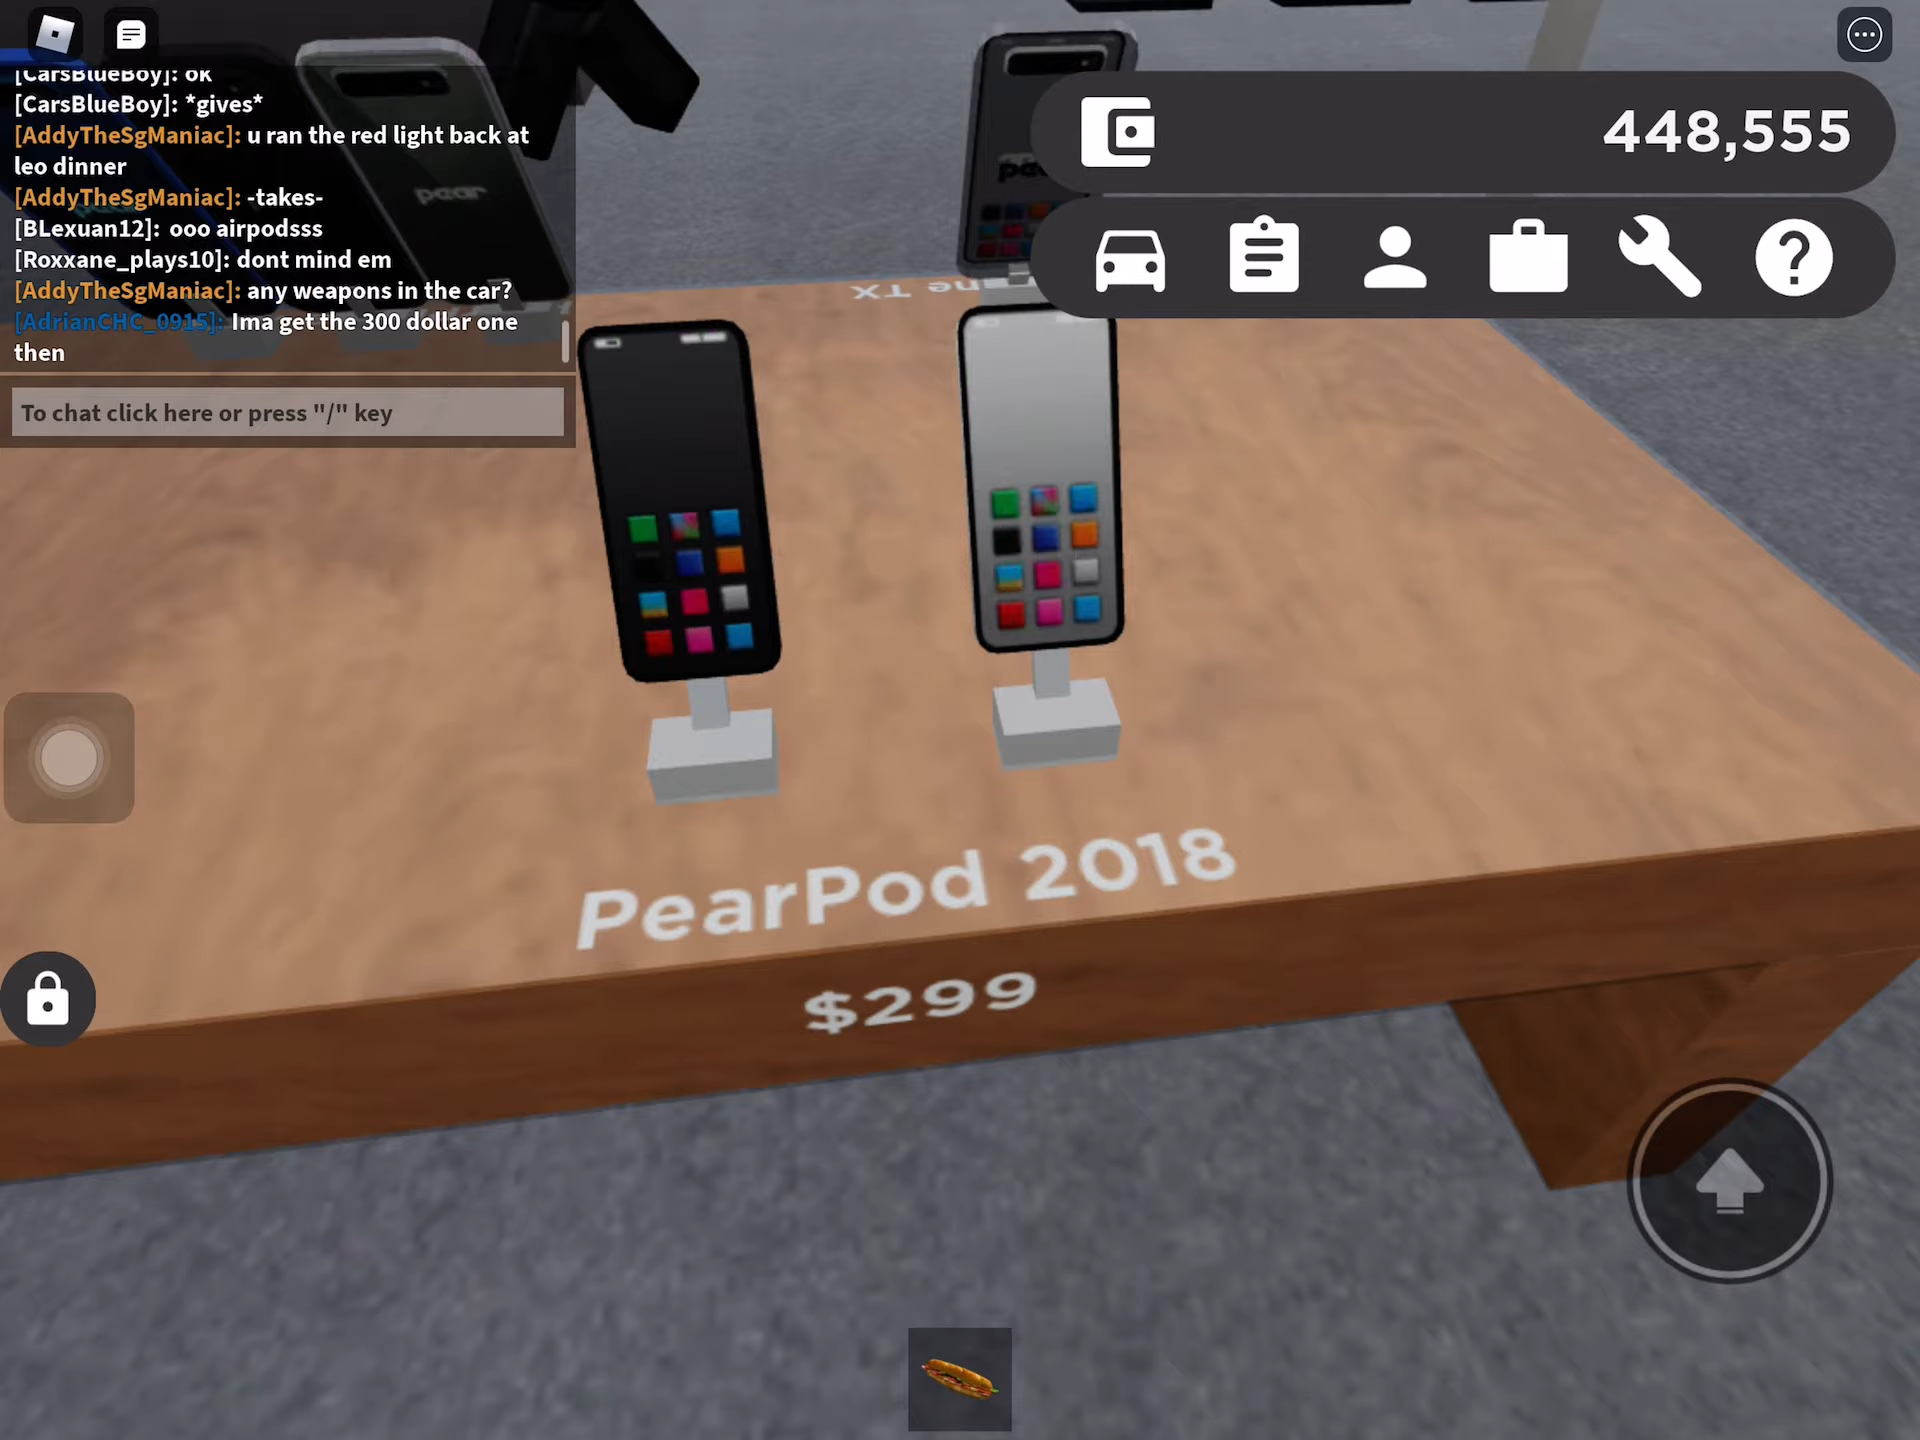 [CarsBlueBoy]: ok
[CarsBlueBoy]: *gives*
[AddyTheSgManiac]: u ran the red light back at
leo dinner
[AddyTheSgManiac]: -takes-
[BLexuan12]: ooo airpodsss
[Roxxane_plays10]: dont mind em
[AddyTheSgManiac]: any weapons in the car?
[AdrianCHC_0915]: Ima get the 300 dollar one
then
To chat click here or press "/" key
448,555
pear
TX
PearPod 2018
$299